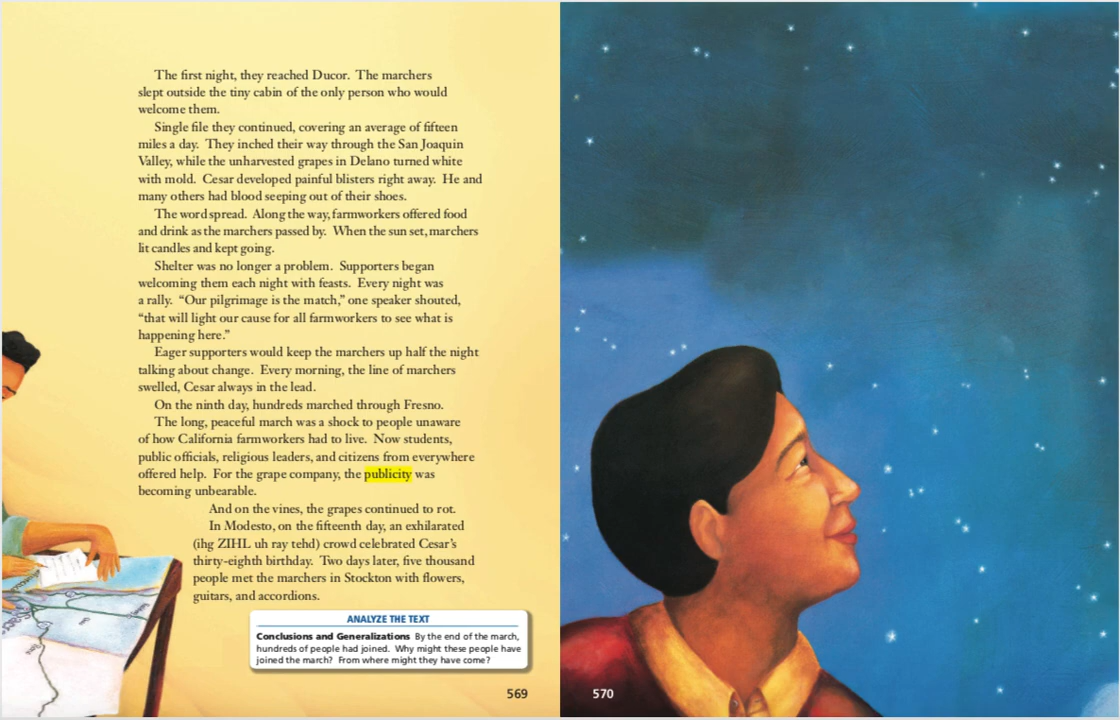 The first night, they reached Ducor. The marchers
slept outside the tiny cabin of the only person who would
welcome them.
Single file they continued, covering an average of fifteen
miles a day. They inched their way through the San Joaquin
Valley, while the unharvested grapes in Delano turned white
with mold. Cesar developed painful blisters right away. He and
many others had blood seeping out of their shoes.
The word spread. Along the way, farmworkers offered food
and drink as the marchers passed by. When the sun set, marchers
lit candles and kept going.
Shelter was no longer a problem. Supporters began
welcoming them each night with feasts. Every night was
a rally. “Our pilgrimage is the match,” one speaker shouted,
“that will light our cause for all farmworkers to see what is
happening here.”
Eager supporters would keep the marchers up half the night
talking about change. Every morning, the line of marchers
swelled, Cesar always in the lead.
On the ninth day, hundreds marched through Fresno.
The long, peaceful march was a shock to people unaware
of how California farmworkers had to live. Now students,
public officials, religious leaders, and citizens from everywhere
offered help. For the grape company, the publicity was
becoming unbearable.
And on the vines, the grapes continued to rot.
In Modesto, on the fifteenth day, an exhilarated
(ihg ZIHL uh ray tehd) crowd celebrated Cesar’s
thirty-eighth birthday. Two days later, five thousand
people met the marchers in Stockton with flowers,
guitars, and accordions.
ANALYZE THE TEXT
Conclusions and Generalizations By the end of the march,
hundreds of people had joined. Why might these people have
joined the march? From where might they have come?
569
570